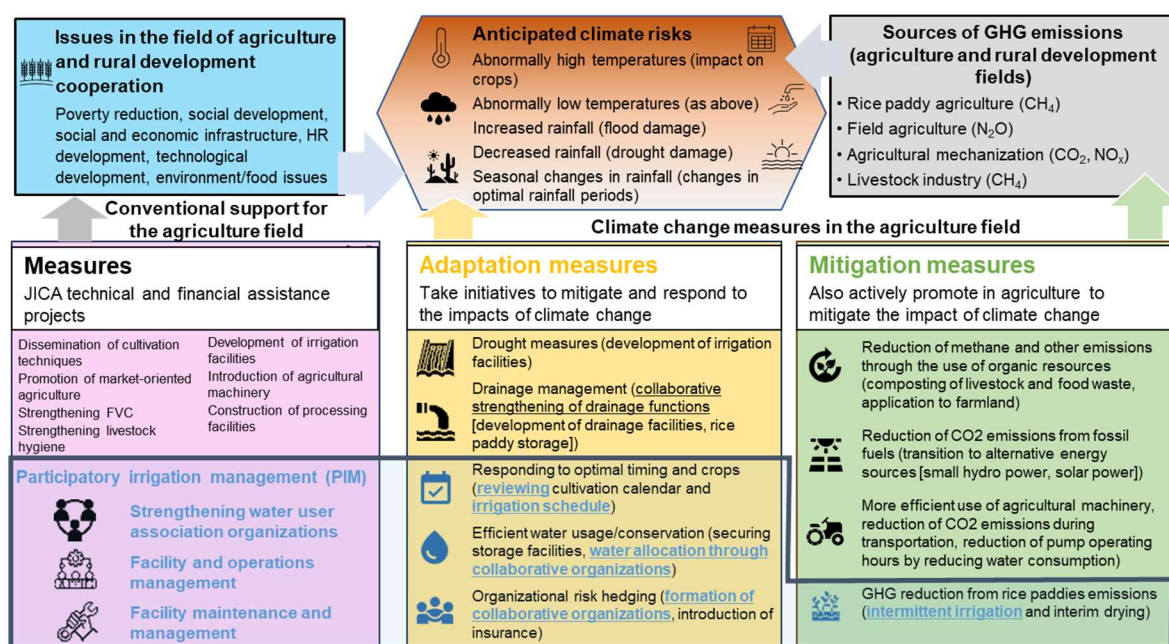 Issues in the field of agriculture
and rural development
cooperation
Poverty reduction, social development,
social and economic infrastructure, HR
development, technological
development, environment/food issues
Anticipated climate risks
Abnormally high temperatures (impact on
crops)
Abnormally low temperatures (as above)
Increased rainfall (flood damage)
Decreased rainfall (drought damage)
Seasonal changes in rainfall (changes in
optimal rainfall periods)
Sources of GHG emissions
(agriculture and rural development
fields)
• Rice paddy agriculture (CH₄)
• Field agriculture (N₂O)
• Agricultural mechanization (CO₂, NOₓ)
• Livestock industry (CH₄)
Conventional support for
the agriculture field
Climate change measures in the agriculture field
Measures
JICA technical and financial assistance
projects
Dissemination of cultivation
techniques
Promotion of market-oriented
agriculture
Strengthening FVC
Strengthening livestock
hygiene
Development of irrigation
facilities
Introduction of agricultural
machinery
Construction of processing
facilities
Participatory irrigation management (PIM)
Strengthening water user
association organizations
Facility and operations
management
Facility maintenance and
management
Adaptation measures
Take initiatives to mitigate and respond to
the impacts of climate change
Drought measures (development of irrigation
facilities)
Drainage management (collaborative
strengthening of drainage functions
[development of drainage facilities, rice
paddy storage])
Responding to optimal timing and crops
(reviewing cultivation calendar and
irrigation schedule)
Efficient water usage/conservation (securing
storage facilities, water allocation through
collaborative organizations)
Organizational risk hedging (formation of
collaborative organizations, introduction of
insurance)
Mitigation measures
Also actively promote in agriculture to
mitigate the impact of climate change
Reduction of methane and other emissions
through the use of organic resources
(composting of livestock and food waste,
application to farmland)
Reduction of CO2 emissions from fossil
fuels (transition to alternative energy
sources [small hydro power, solar power])
More efficient use of agricultural machinery,
reduction of CO2 emissions during
transportation, reduction of pump operating
hours by reducing water consumption)
GHG reduction from rice paddies emissions
(intermittent irrigation and interim drying)